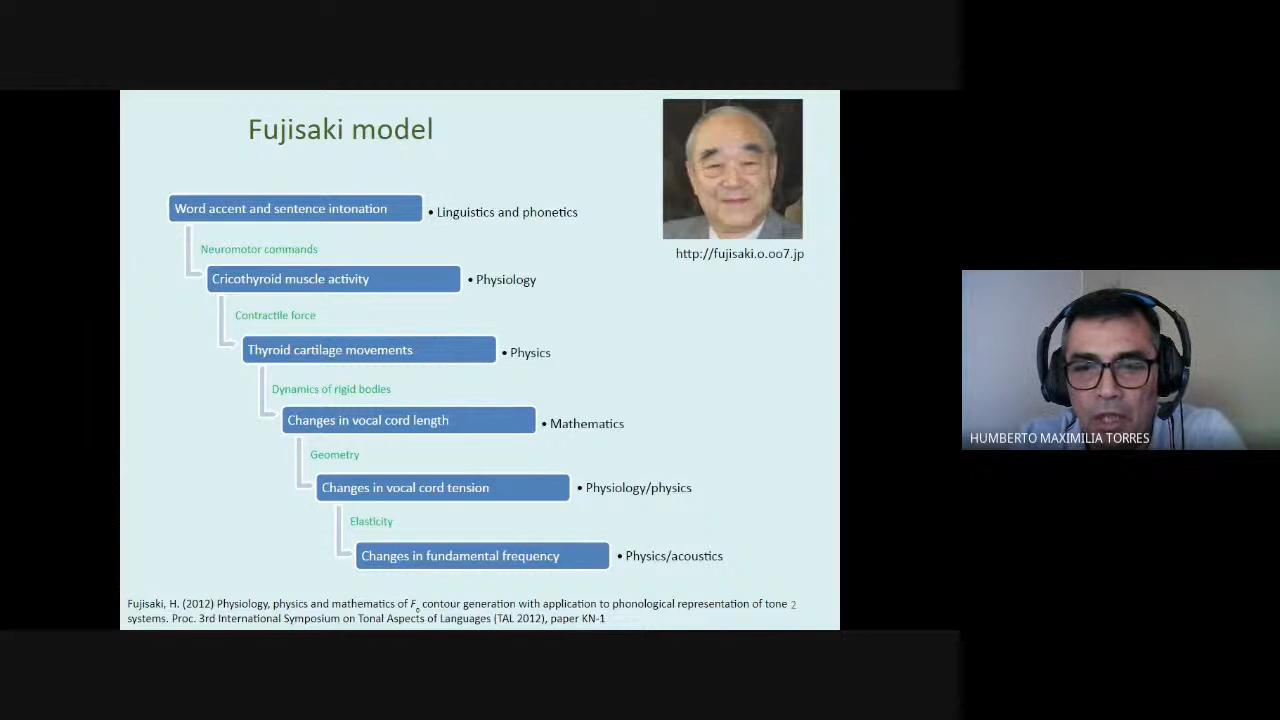 Fujisaki model
http://fujisaki.o.oo7.jp
Word accent and sentence intonation
• Linguistics and phonetics
Neuromotor commands
Cricothyroid muscle activity
• Physiology
Contractile force
Thyroid cartilage movements
• Physics
Dynamics of rigid bodies
Changes in vocal cord length
• Mathematics
Geometry
Changes in vocal cord tension
• Physiology/physics
Elasticity
Changes in fundamental frequency
• Physics/acoustics
Fujisaki, H. (2012) Physiology, physics and mathematics of F0 contour generation with application to phonological representation of tone
systems. Proc. 3rd International Symposium on Tonal Aspects of Languages (TAL 2012), paper KN-1
2
HUMBERTO MAXIMILIA TORRES